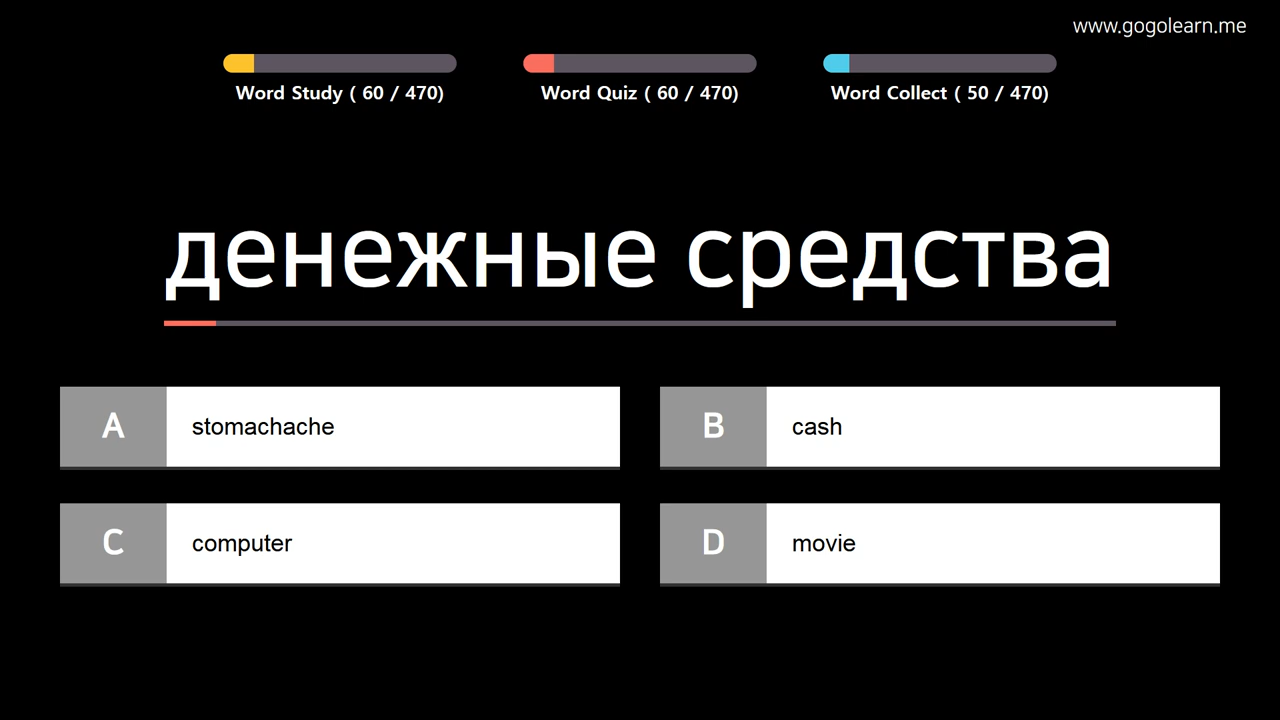 www.gogolearn.me
Word Study ( 60 / 470)
Word Quiz ( 60 / 470)
Word Collect ( 50 / 470)
денежные средства
A stomachache
B cash
C computer
D movie